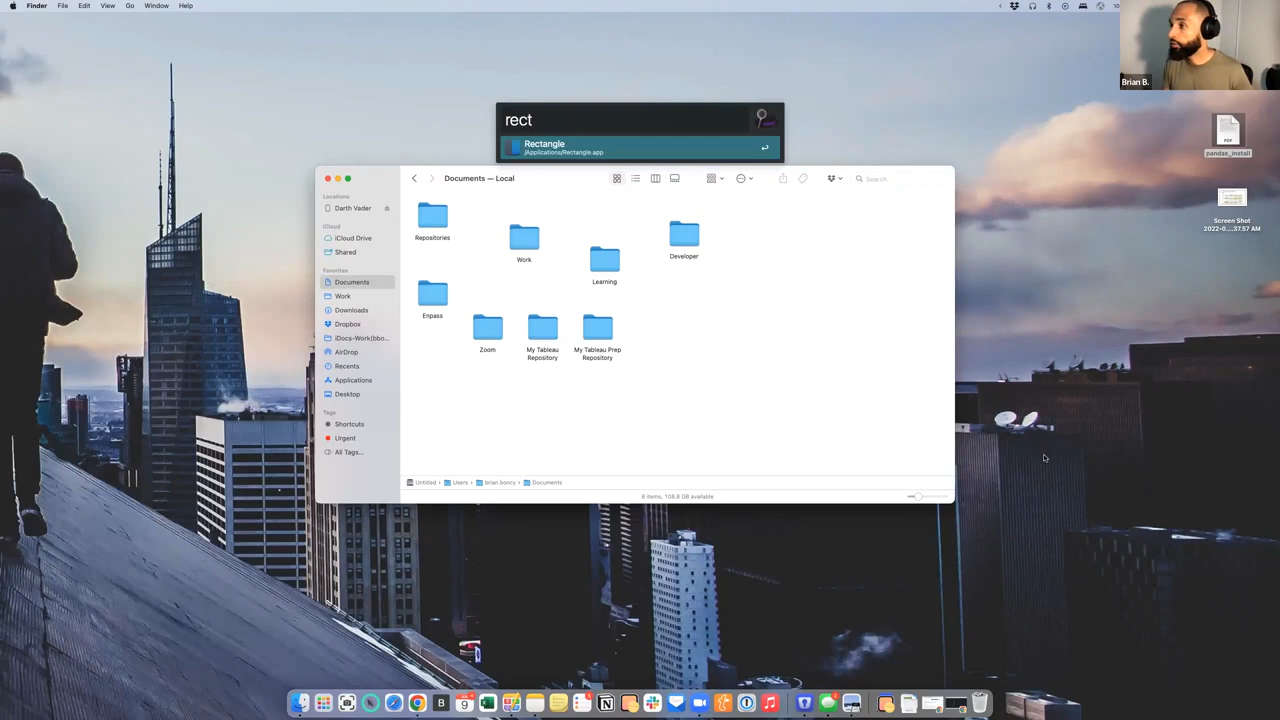 Finder File Edit View Go Window Help
Brian B.
rect
Rectangle
/Applications/Rectangle.app
PDF
pandas_install
Screen Shot
2022-0....37.57 AM
Documents — Local
Search
Locations
Darth Vader
iCloud
iCloud Drive
Shared
Favorites
Documents
Work
Downloads
Dropbox
iDocs-Work(bbo...
AirDrop
Recents
Applications
Desktop
Tags
Shortcuts
Urgent
All Tags...
Repositories
Work
Learning
Developer
Enpass
Zoom
My Tableau
Repository
My Tableau Prep
Repository
Untitled › Users › brian.boncy › Documents
8 items, 108.8 GB available
9
B